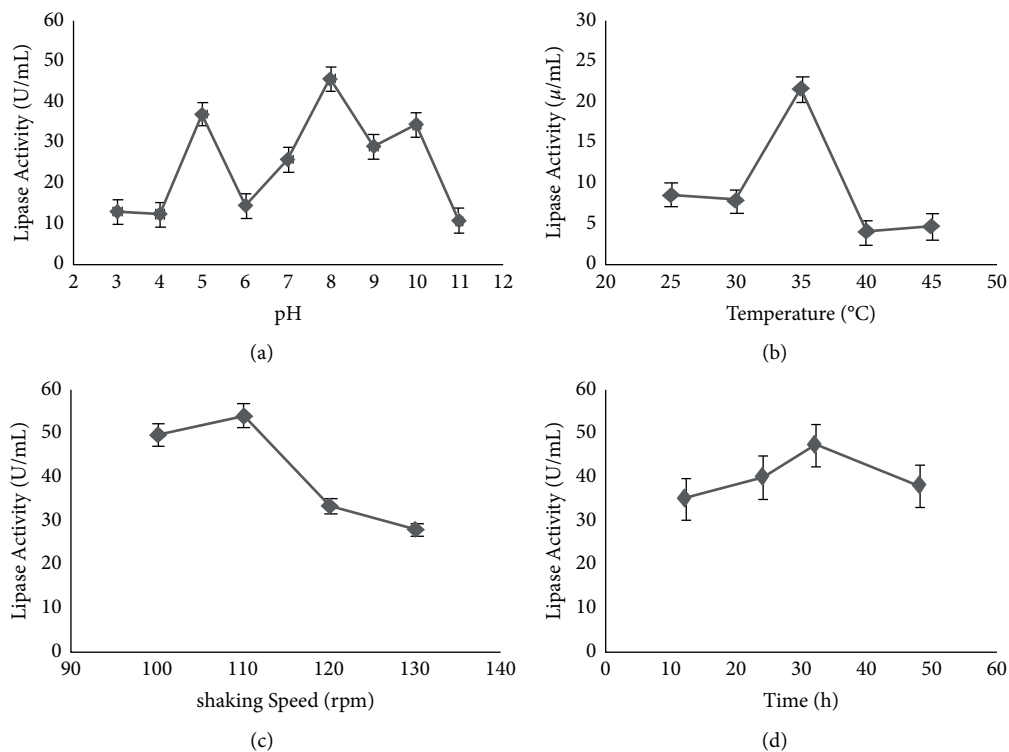 Lipase Activity (U/mL)
60
50
40
30
20
10
0
2 3 4 5 6 7 8 9 10 11 12
pH
(a)
Lipase Activity (µ/mL)
30
25
20
15
10
5
0
20 25 30 35 40 45 50
Temperature (°C)
(b)
Lipase Activity (U/mL)
60
50
40
30
20
10
0
90 100 110 120 130 140
shaking Speed (rpm)
(c)
Lipase Activity (U/mL)
60
50
40
30
20
10
0
0 10 20 30 40 50 60
Time (h)
(d)